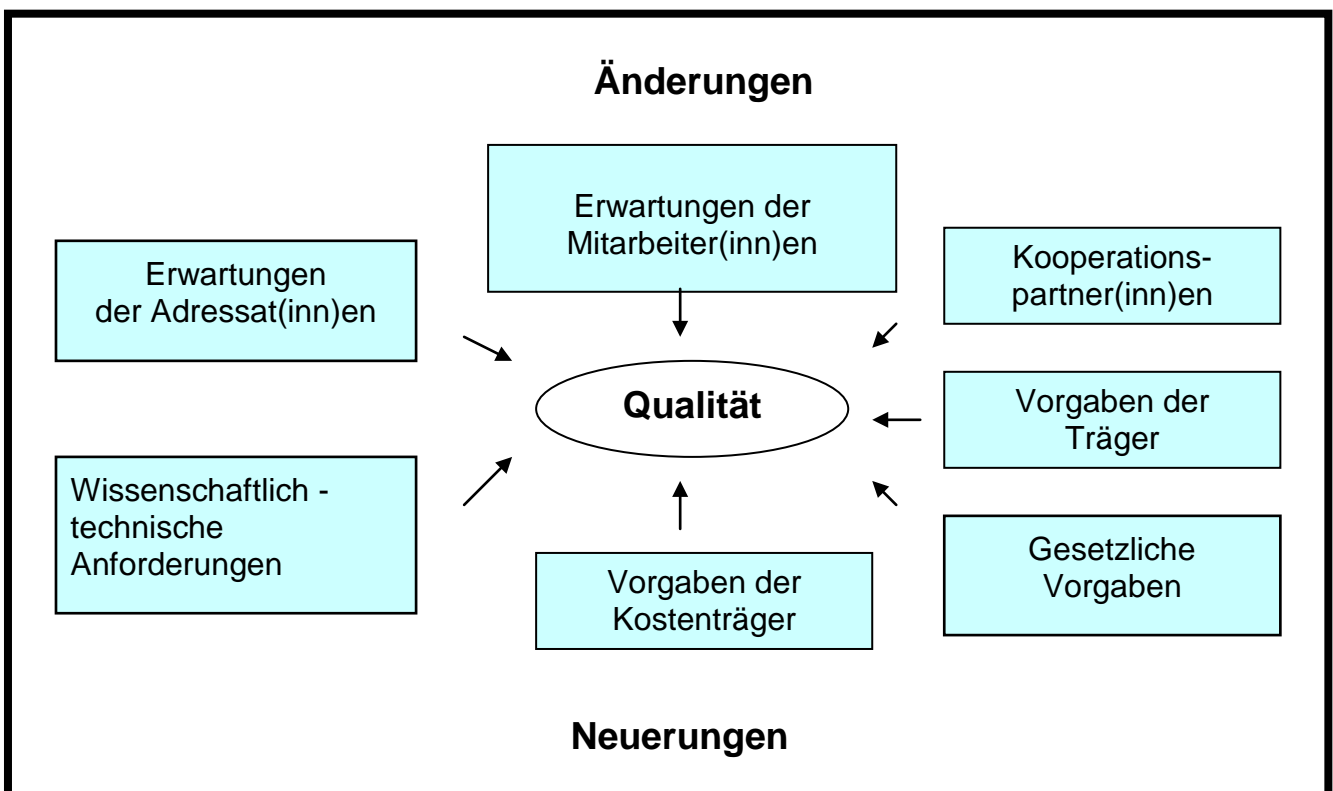 Änderungen
Erwartungen der
Mitarbeiter(inn)en
Erwartungen
der Adressat(inn)en
Kooperations-
partner(inn)en
Qualität
Vorgaben der
Träger
Wissenschaftlich -
technische
Anforderungen
Vorgaben der
Kostenträger
Gesetzliche
Vorgaben
Neuerungen